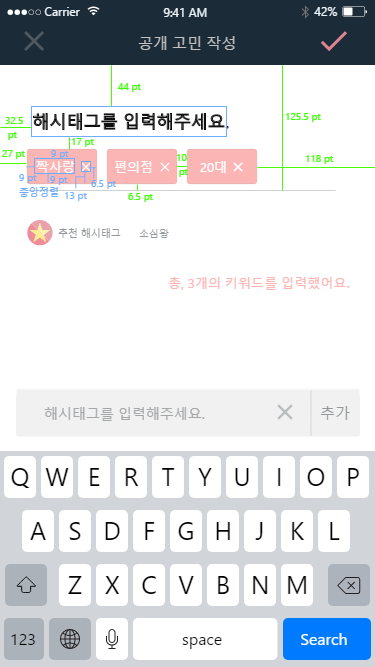 Carrier 9:41 AM 42%
공개 고민 작성
44 pt
32.5 pt
해시태그를 입력해주세요.
125.5 pt
17 pt
27 pt
9 pt
짝사랑 × 편의점 × 20대 ×
10 pt
118 pt
9 pt 9 pt 6.5 pt
중앙정렬 13 pt 6.5 pt
추천 해시태그 소심왕
총, 3개의 키워드를 입력했어요.
해시태그를 입력해주세요. × 추가
Q W E R T Y U I O P
A S D F G H J K L
Z X C V B N M
123 space Search